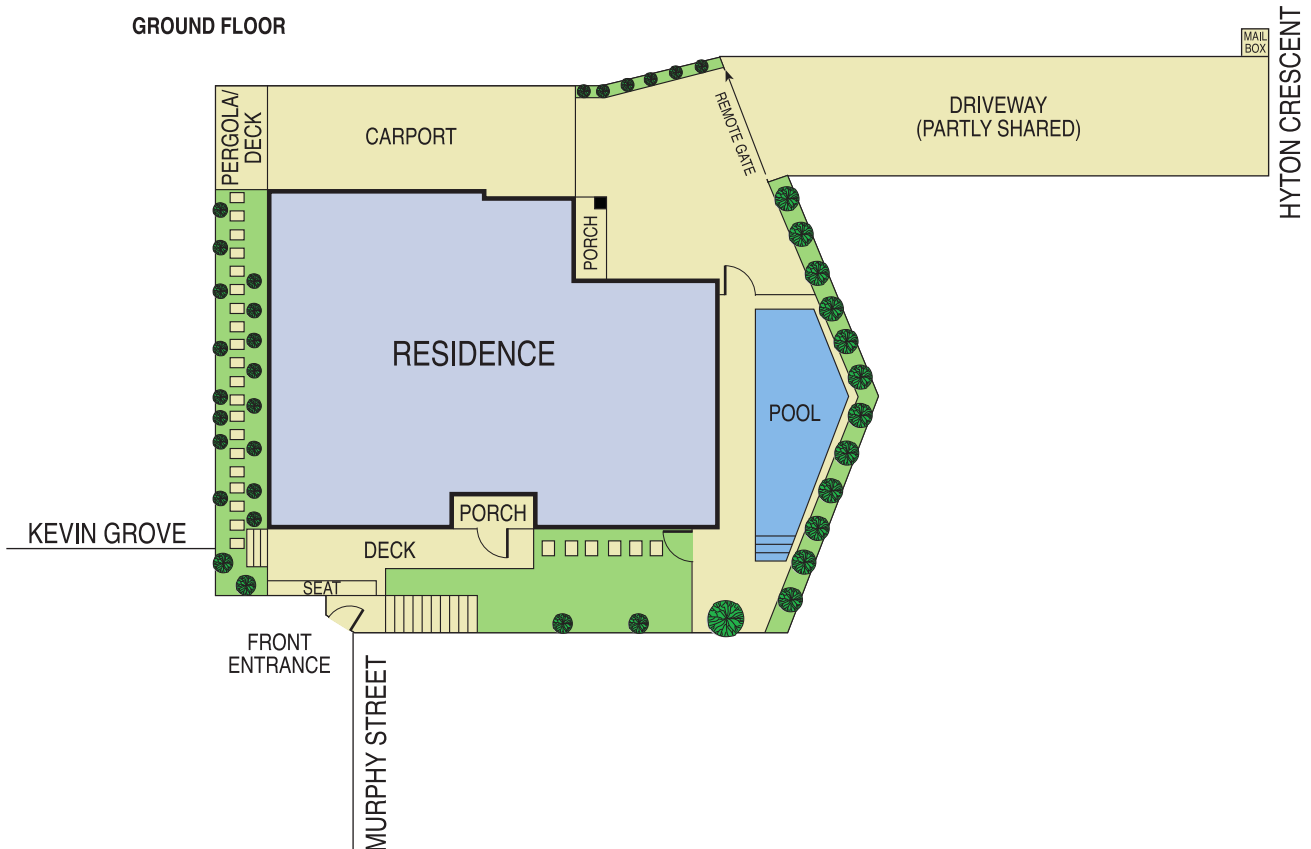 GROUND FLOOR
MAIL
BOX
HYTON CRESCENT
PERGOLA/
DECK
CARPORT
REMOTE GATE
DRIVEWAY
(PARTLY SHARED)
PORCH
RESIDENCE
POOL
PORCH
KEVIN GROVE
DECK
SEAT
FRONT
ENTRANCE
MURPHY STREET